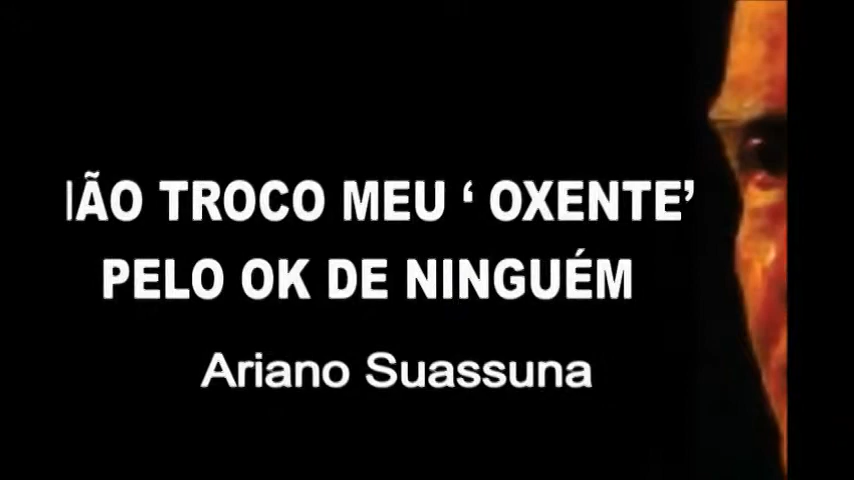 ÃO TROCO MEU ‘ OXENTE’
PELO OK DE NINGUÉM
Ariano Suassuna